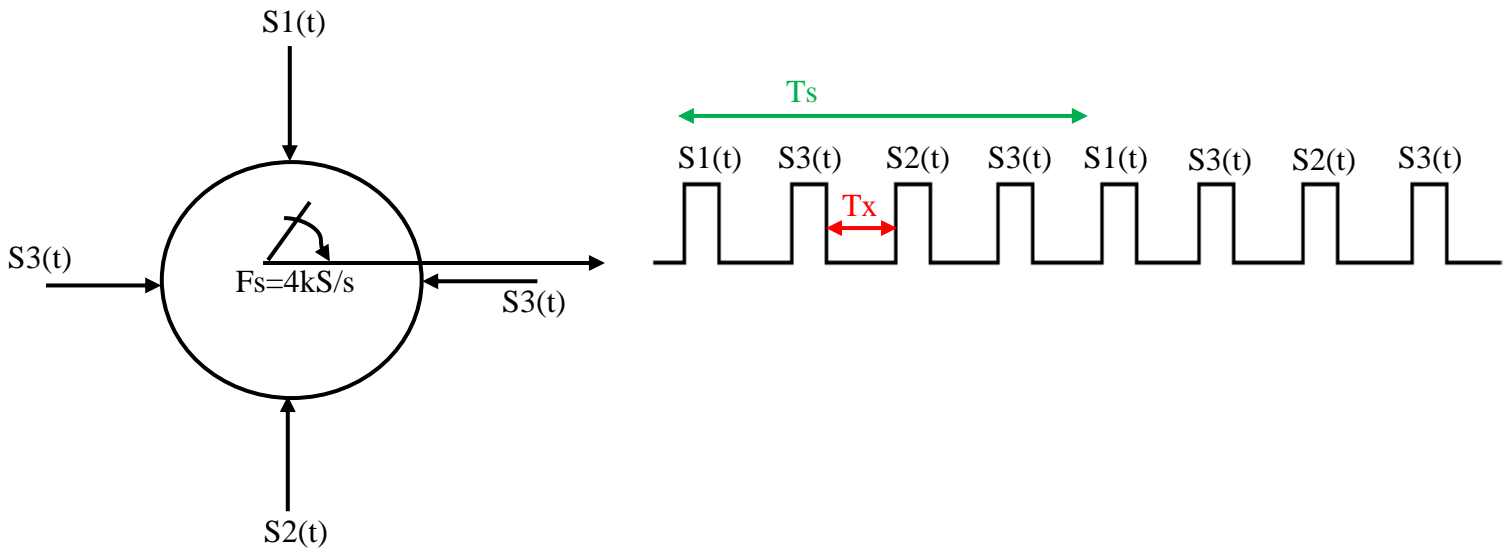 S1(t)
S3(t)
Fs=4kS/s
S3(t)
S2(t)
Ts
S1(t) S3(t) S2(t) S3(t) S1(t) S3(t) S2(t) S3(t)
Tx